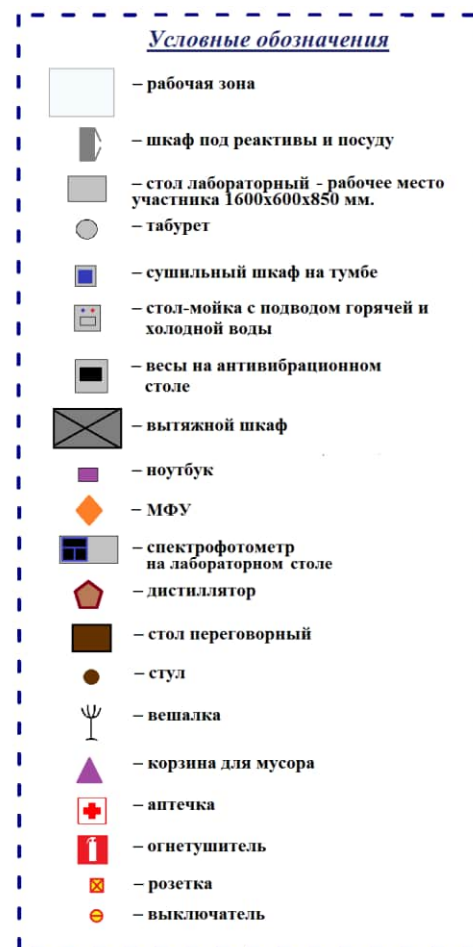 Условные обозначения
– рабочая зона
– шкаф под реактивы и посуду
– стол лабораторный - рабочее место
участника 1600х600х850 мм.
– табурет
– сушильный шкаф на тумбе
– стол-мойка с подводом горячей и
холодной воды
– весы на антивибрационном
столе
– вытяжной шкаф
– ноутбук
– МФУ
– спектрофотометр
на лабораторном столе
– дистиллятор
– стол переговорный
– стул
– вешалка
– корзина для мусора
– аптечка
– огнетушитель
– розетка
– выключатель